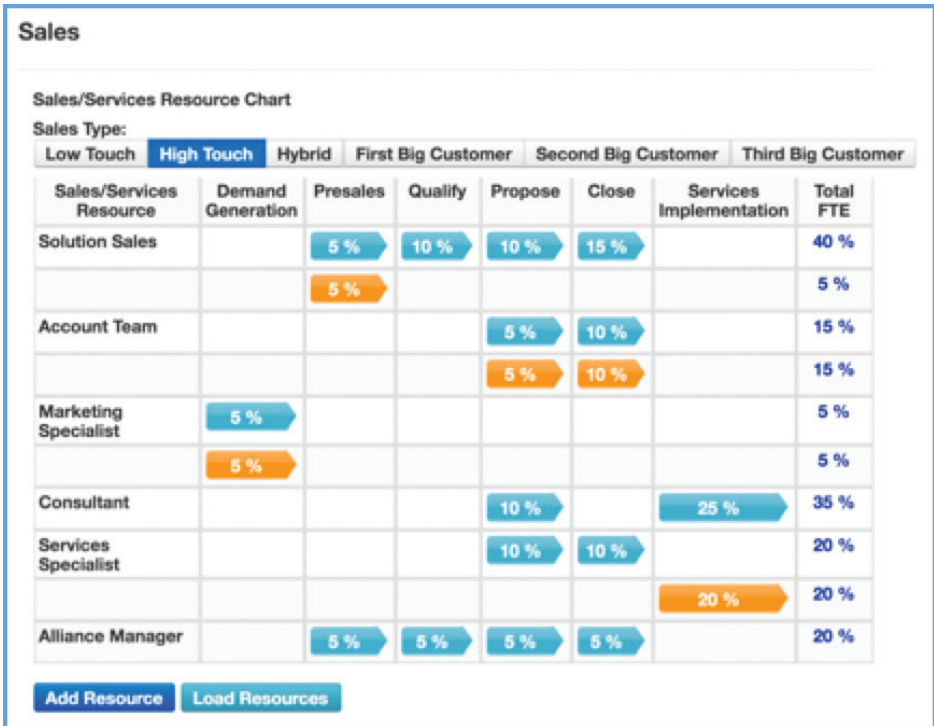 Sales
Sales/Services Resource Chart
Sales Type:
Low Touch High Touch Hybrid First Big Customer Second Big Customer Third Big Customer
Sales/Services Demand Presales Qualify Propose Close Services Total
Resource Generation Implementation FTE
Solution Sales 5 % 10 % 10 % 15 % 40 %
5 % 5 %
Account Team 5 % 10 % 15 %
5 % 10 % 15 %
Marketing 5 % 5 %
Specialist
5 % 5 %
Consultant 10 % 25 % 35 %
Services 10 % 10 % 20 %
Specialist
20 % 20 %
Alliance Manager 5 % 5 % 5 % 5 % 20 %
Add Resource Load Resources